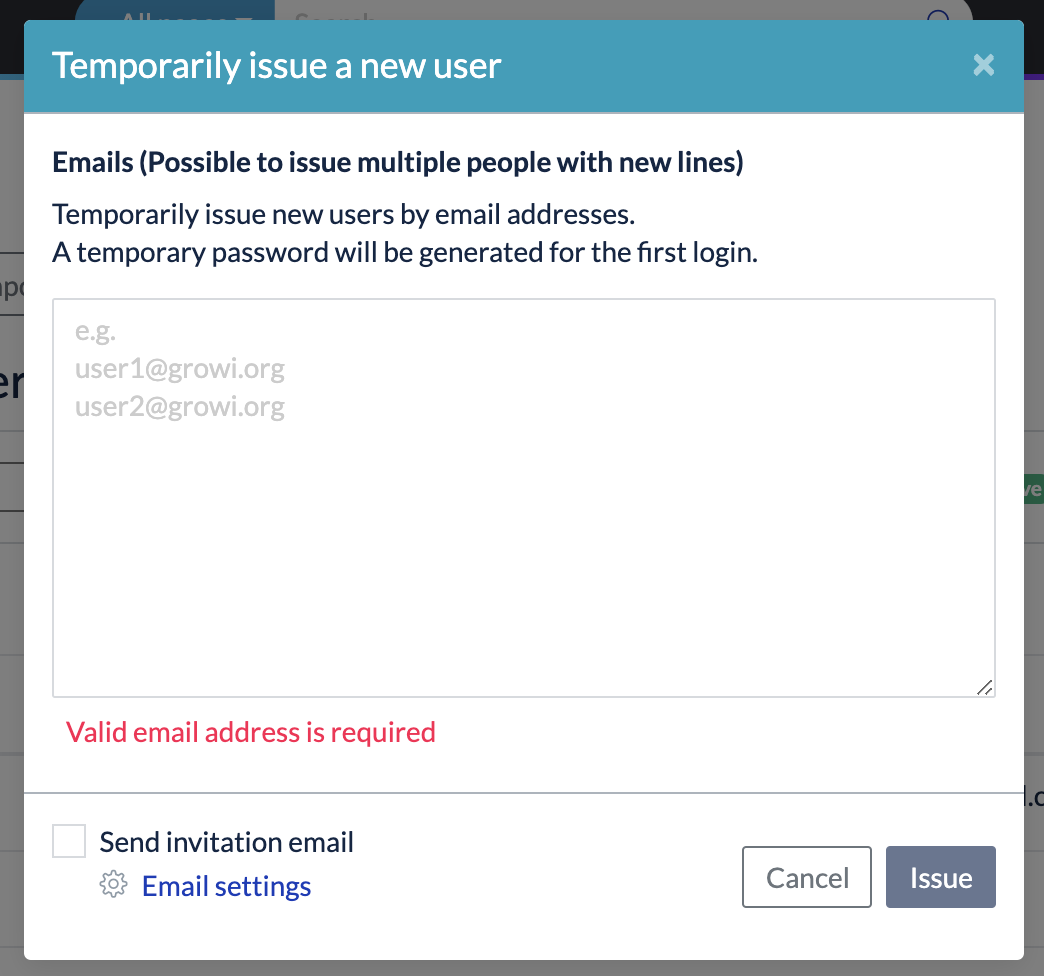 Temporarily issue a new user
Emails (Possible to issue multiple people with new lines)
Temporarily issue new users by email addresses.
A temporary password will be generated for the first login.
e.g.
user1@growi.org
user2@growi.org
Valid email address is required
Send invitation email
Email settings
Cancel
Issue